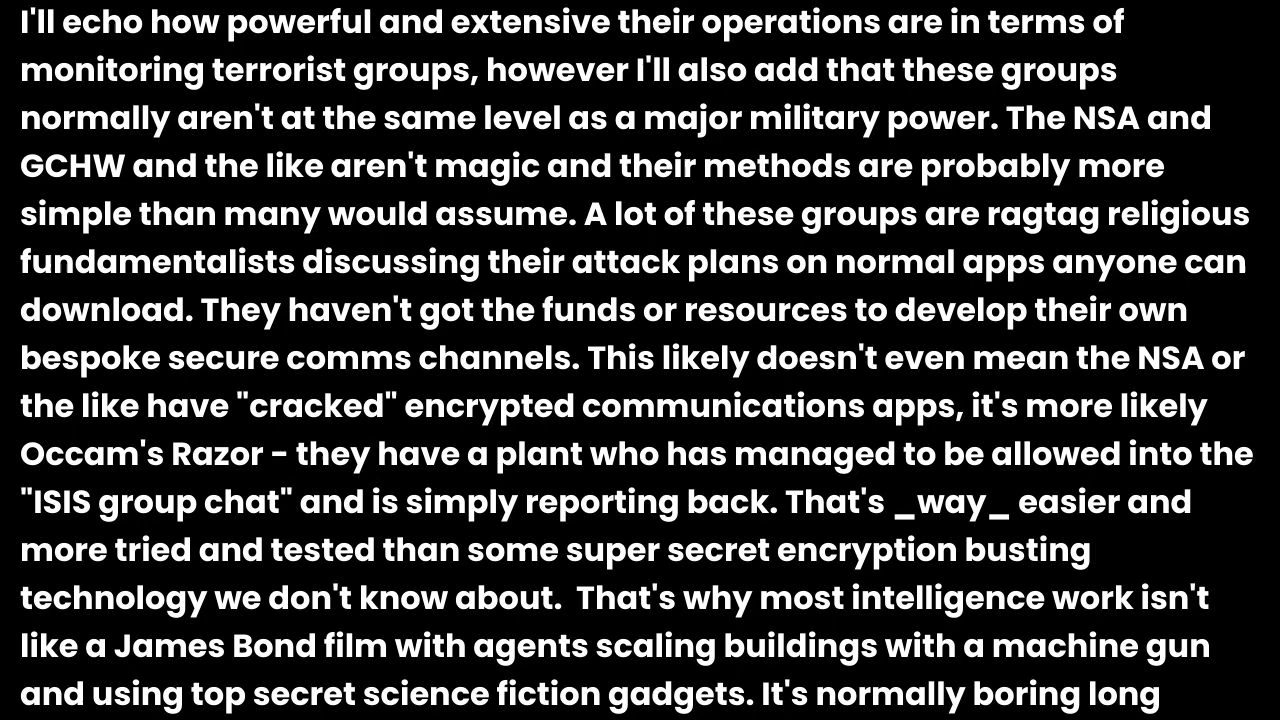 I'll echo how powerful and extensive their operations are in terms of
monitoring terrorist groups, however I'll also add that these groups
normally aren't at the same level as a major military power. The NSA and
GCHW and the like aren't magic and their methods are probably more
simple than many would assume. A lot of these groups are ragtag religious
fundamentalists discussing their attack plans on normal apps anyone can
download. They haven't got the funds or resources to develop their own
bespoke secure comms channels. This likely doesn't even mean the NSA or
the like have "cracked" encrypted communications apps, it's more likely
Occam's Razor - they have a plant who has managed to be allowed into the
"ISIS group chat" and is simply reporting back. That's _way_ easier and
more tried and tested than some super secret encryption busting
technology we don't know about.  That's why most intelligence work isn't
like a James Bond film with agents scaling buildings with a machine gun
and using top secret science fiction gadgets. It's normally boring long